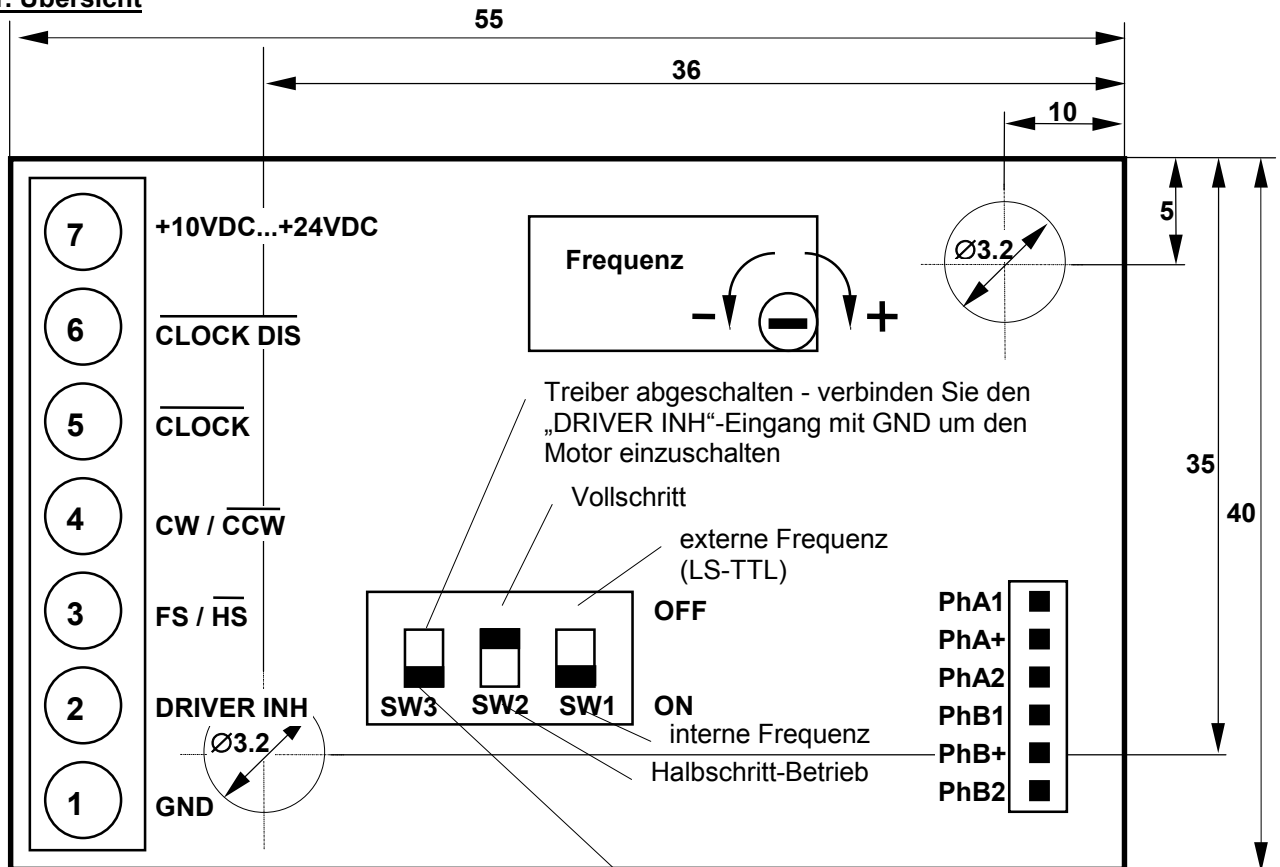 1. Übersicht
55
36
10
5
35
40
7 +10VDC...+24VDC
6 CLOCK DIS
5 CLOCK
4 CW / CCW
3 FS / HS
2 DRIVER INH
1 GND
Frequenz
- +
Ø3.2
Treiber abgeschalten - verbinden Sie den
„DRIVER INH“-Eingang mit GND um den
Motor einzuschalten
Vollschritt
externe Frequenz
(LS-TTL)
OFF
SW3 SW2 SW1 ON
interne Frequenz
Halbschritt-Betrieb
Ø3.2
PhA1
PhA+
PhA2
PhB1
PhB+
PhB2